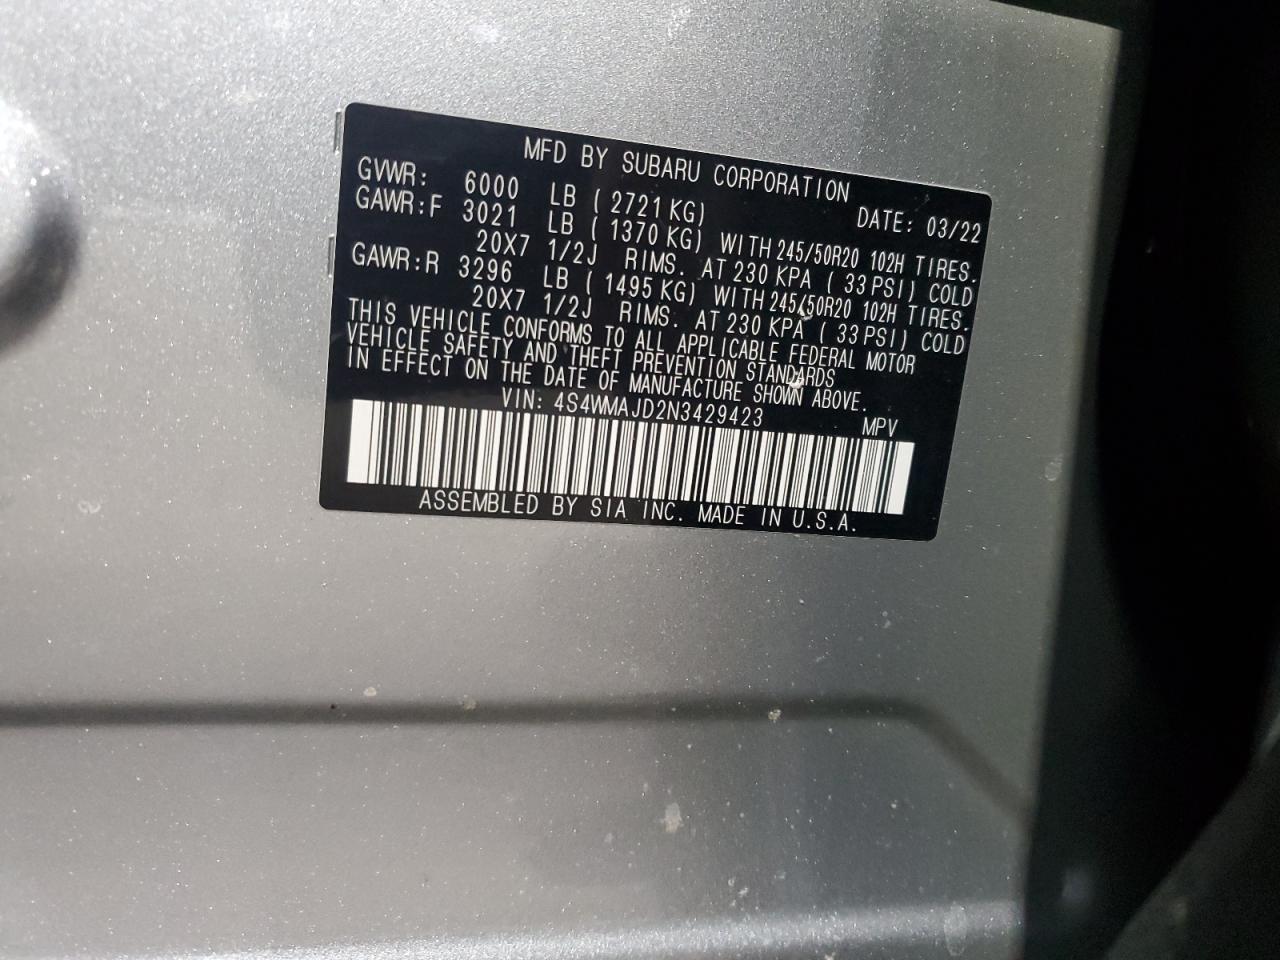 MFD BY SUBARU CORPORATION
DATE: 03/22
GVWR: 6000 LB ( 2721 KG)
GAWR:F 3021 LB ( 1370 KG) WITH 245/50R20 102H TIRES.
20X7 1/2J RIMS. AT 230 KPA ( 33 PSI) COLD
GAWR:R 3296 LB ( 1495 KG) WITH 245/50R20 102H TIRES.
20X7 1/2J RIMS. AT 230 KPA ( 33 PSI) COLD
THIS VEHICLE CONFORMS TO ALL APPLICABLE FEDERAL MOTOR
VEHICLE SAFETY AND THEFT PREVENTION STANDARDS
IN EFFECT ON THE DATE OF MANUFACTURE SHOWN ABOVE.
VIN: 4S4WMAJD2N3429423 MPV
ASSEMBLED BY SIA INC. MADE IN U.S.A.